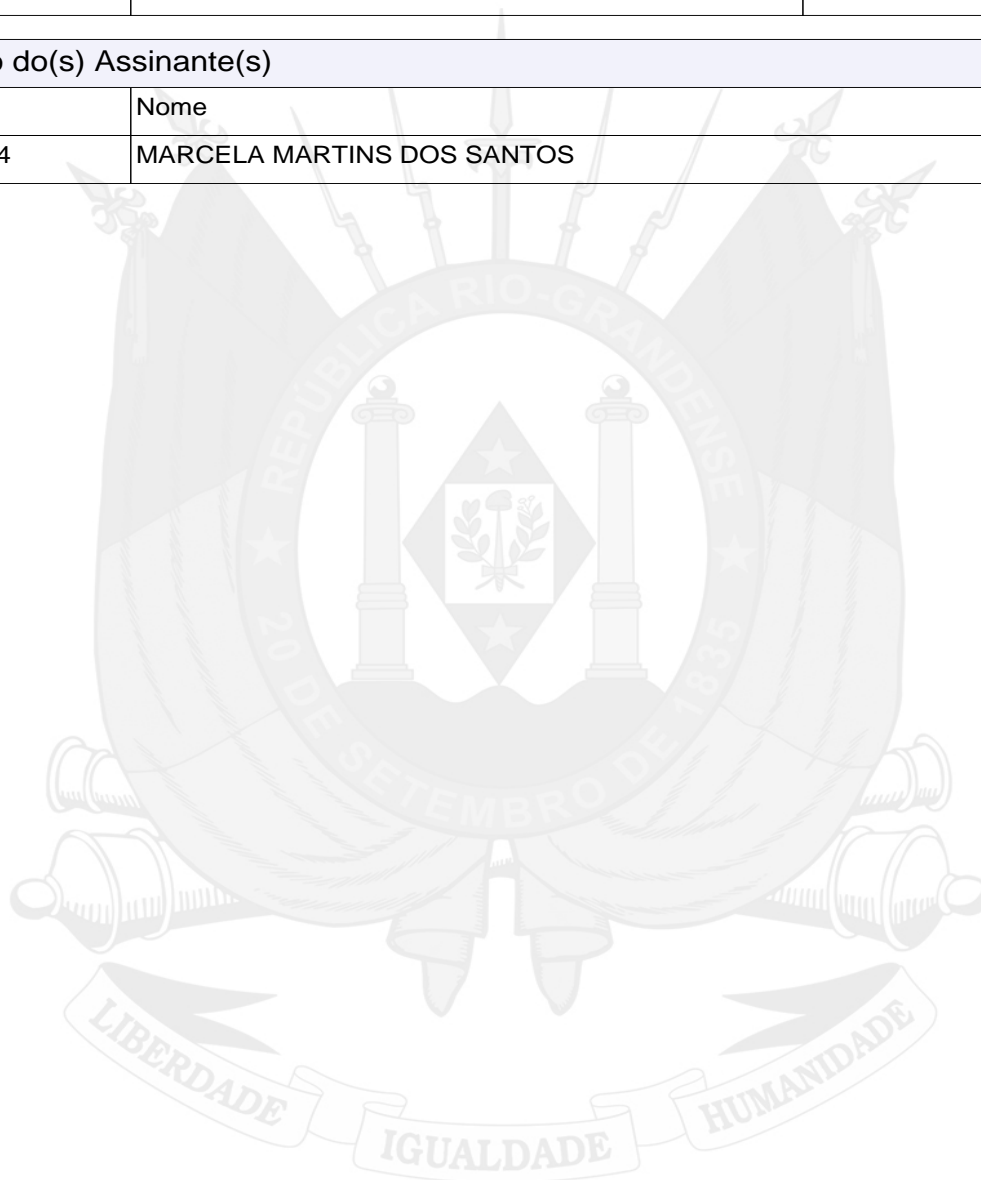 do(s) Assinante(s)
Nome
4 MARCELA MARTINS DOS SANTOS
REPÚBLICA RIO-GRANDENSE
★ 20 DE SETEMBRO DE 1835 ★
LIBERDADE IGUALDADE HUMANIDADE